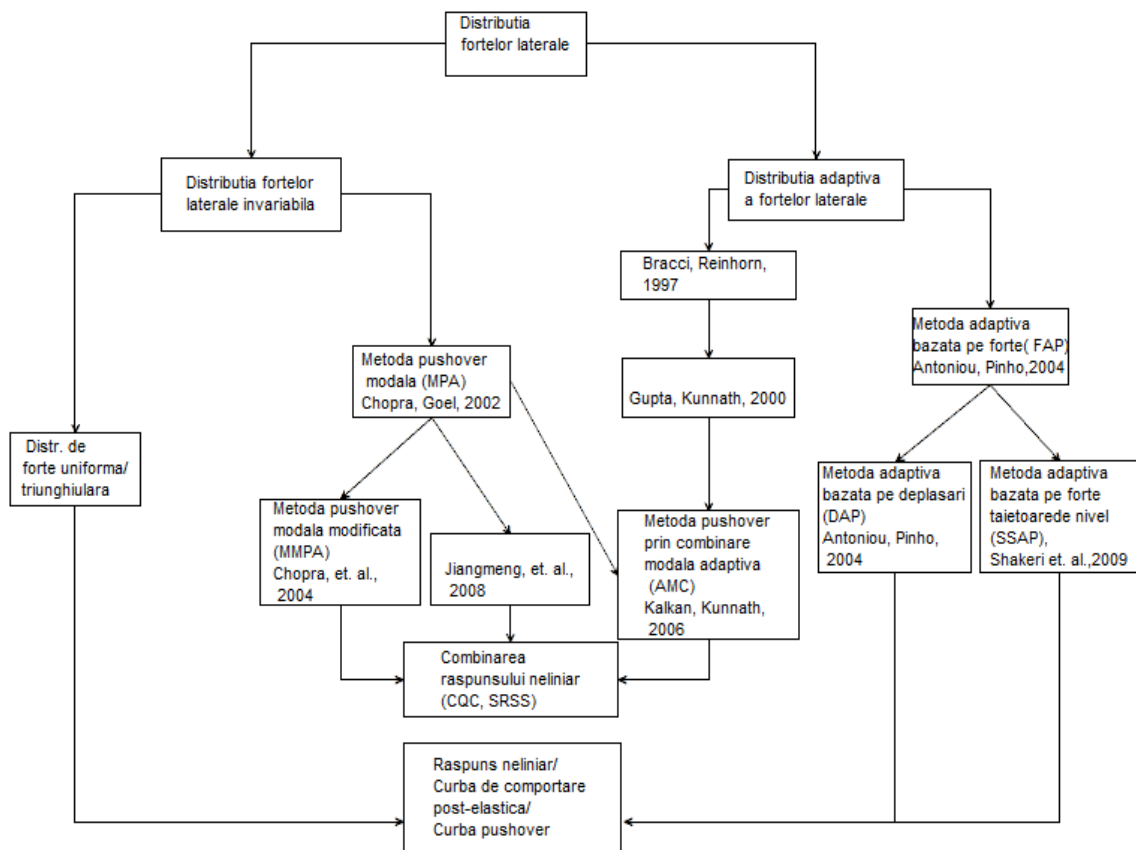 Distributia
fortelor laterale
Distributia fortelor
laterale invariabila
Distributia adaptiva
a fortelor laterale
Bracci, Reinhorn,
1997
Metoda adaptiva
bazata pe forte( FAP)
Antoniou, Pinho,2004
Metoda pushover
modala (MPA)
Chopra, Goel, 2002
Gupta, Kunnath, 2000
Distr. de
forte uniforma/
triunghiulara
Metoda pushover
modala modificata
(MMPA)
Chopra, et. al.,
2004
Jiangmeng, et. al.,
2008
Metoda pushover
prin combinare
modala adaptiva
(AMC)
Kalkan, Kunnath,
2006
Metoda adaptiva
bazata pe deplasari
(DAP)
Antoniou, Pinho,
2004
Metoda adaptiva
bazata pe forte
taietoarede nivel
(SSAP),
Shakeri et. al.,2009
Combinarea
raspunsului neliniar
(CQC, SRSS)
Raspuns neliniar/
Curba de comportare
post-elastica/
Curba pushover